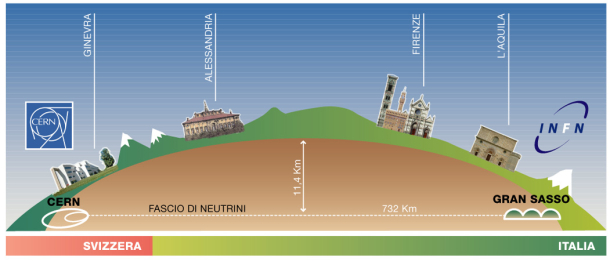 GINEVRA
ALESSANDRIA
FIRENZE
L'AQUILA
CERN
INFN
11,4 Km
CERN
FASCIO DI NEUTRINI
732 Km
GRAN SASSO
SVIZZERA
ITALIA